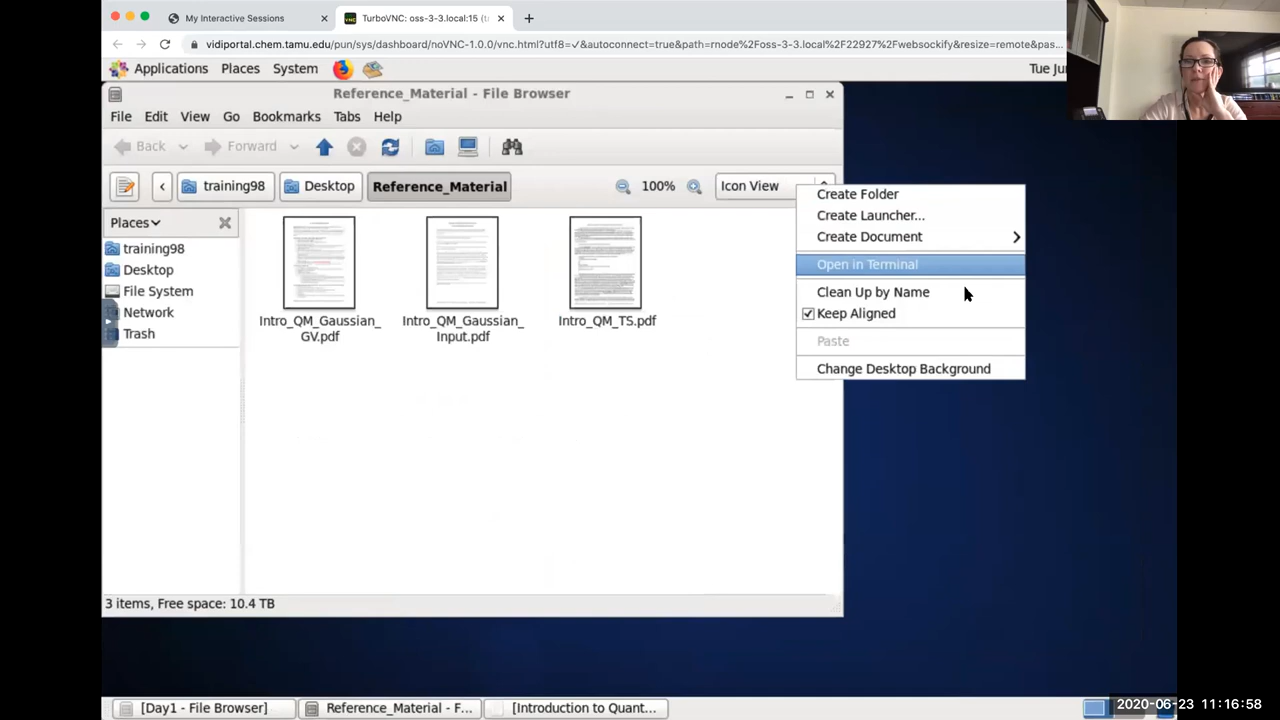 My Interactive Sessions
TurboVNC: oss-3-3.local:15 (t
vidiportal.chem.tamu.edu/pun/sys/dashboard/noVNC-1.0.0/vnc.html?utf8=✓&autoconnect=true&path=rnode%2Foss-3-3.local%2F22927%2Fwebsockify&resize=remote&pas...
Applications Places System Tue Jun
Reference_Material - File Browser
File Edit View Go Bookmarks Tabs Help
Back Forward
training98 Desktop Reference_Material 100% Icon View
Places
training98
Desktop
File System
Network
Trash
Intro_QM_Gaussian_
GV.pdf
Intro_QM_Gaussian_
Input.pdf
Intro_QM_TS.pdf
Create Folder
Create Launcher...
Create Document
Open in Terminal
Clean Up by Name
Keep Aligned
Paste
Change Desktop Background
3 items, Free space: 10.4 TB
[Day1 - File Browser] Reference_Material - F... [Introduction to Quant...
2020-06-23 11:16:58